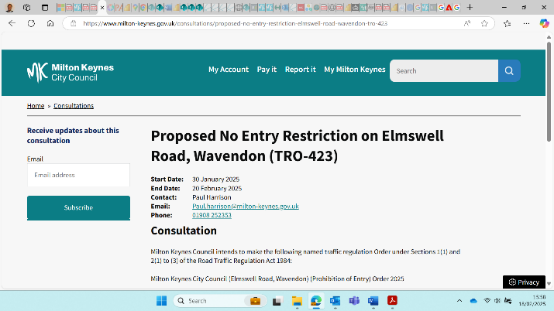 https://www.milton-keynes.gov.uk/consultations/proposed-no-entry-restriction-elmswell-road-wavendon-tro-423
Milton Keynes
City Council
My Account Pay it Report it My Milton Keynes Search
Home > Consultations
Receive updates about this
consultation
Email
Email address
Subscribe
Proposed No Entry Restriction on Elmswell
Road, Wavendon (TRO-423)
Start Date: 30 January 2025
End Date: 20 February 2025
Contact: Paul Harrison
Email: Paul.harrison@milton-keynes.gov.uk
Phone: 01908 252353
Consultation
Milton Keynes Council intends to make the following named traffic regulation Order under Sections 1(1) and
2(1) to (3) of the Road Traffic Regulation Act 1984:
Milton Keynes City Council (Elmswell Road, Wavendon) (Prohibition of Entry) Order 2025
Privacy
Search